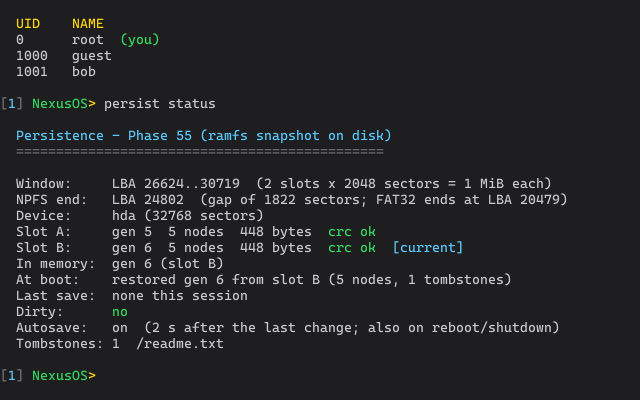 UID    NAME
0      root  (you)
1000   guest
1001   bob
[1] NexusOS> persist status
Persistence – Phase 55 (ramfs snapshot on disk)
==============================================
Window:     LBA 26624..30719  (2 slots x 2048 sectors = 1 MiB each)
NPFS end:   LBA 24802  (gap of 1822 sectors; FAT32 ends at LBA 20479)
Device:     hda (32768 sectors)
Slot A:     gen 5  5 nodes  448 bytes  crc ok
Slot B:     gen 6  5 nodes  448 bytes  crc ok  [current]
In memory:  gen 6 (slot B)
At boot:    restored gen 6 from slot B (5 nodes, 1 tombstones)
Last save:  none this session
Dirty:      no
Autosave:   on  (2 s after the last change; also on reboot/shutdown)
Tombstones: 1  /readme.txt
[1] NexusOS>